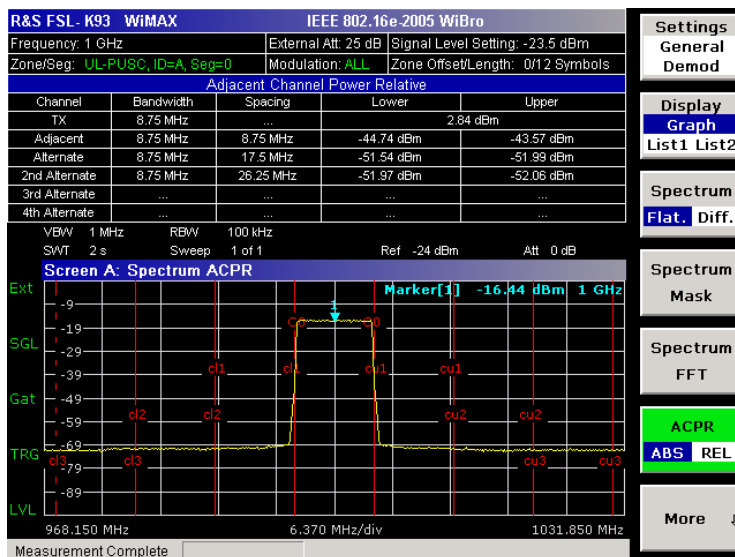 R&S FSL- K93 WiMAX IEEE 802.16e-2005 WiBro
Frequency: 1 GHz External Att: 25 dB Signal Level Setting: -23.5 dBm
Zone/Seg: UL-PUSC, ID=A, Seg=0 Modulation: ALL Zone Offset/Length: 0/12 Symbols
Adjacent Channel Power Relative
Channel Bandwidth Spacing Lower Upper
TX 8.75 MHz ... 2.84 dBm
Adjacent 8.75 MHz 8.75 MHz -44.74 dBm -43.57 dBm
Alternate 8.75 MHz 17.5 MHz -51.54 dBm -51.99 dBm
2nd Alternate 8.75 MHz 26.25 MHz -51.97 dBm -52.06 dBm
3rd Alternate ... ... ... ...
4th Alternate ... ... ... ...
VBW 1 MHz RBW 100 kHz
SWT 2 s Sweep 1 of 1 Ref -24 dBm Att 0 dB
Screen A: Spectrum ACPR
Marker[1] -16.44 dBm 1 GHz
1
-9
C0 C0
-19
-29
cl1 cl1 cu1 cu1
-39
cl2 cl2 cu2 cu2
-59
-69
cl3 cl3 cu3 cu3
-79
-89
Ext
SGL
Gat
TRG
LVL
-49
968.150 MHz 6.370 MHz/div 1031.850 MHz
Measurement Complete
Settings
General
Demod
Display
Graph
List1 List2
Spectrum
Flat. Diff.
Spectrum
Mask
Spectrum
FFT
ACPR
ABS REL
More